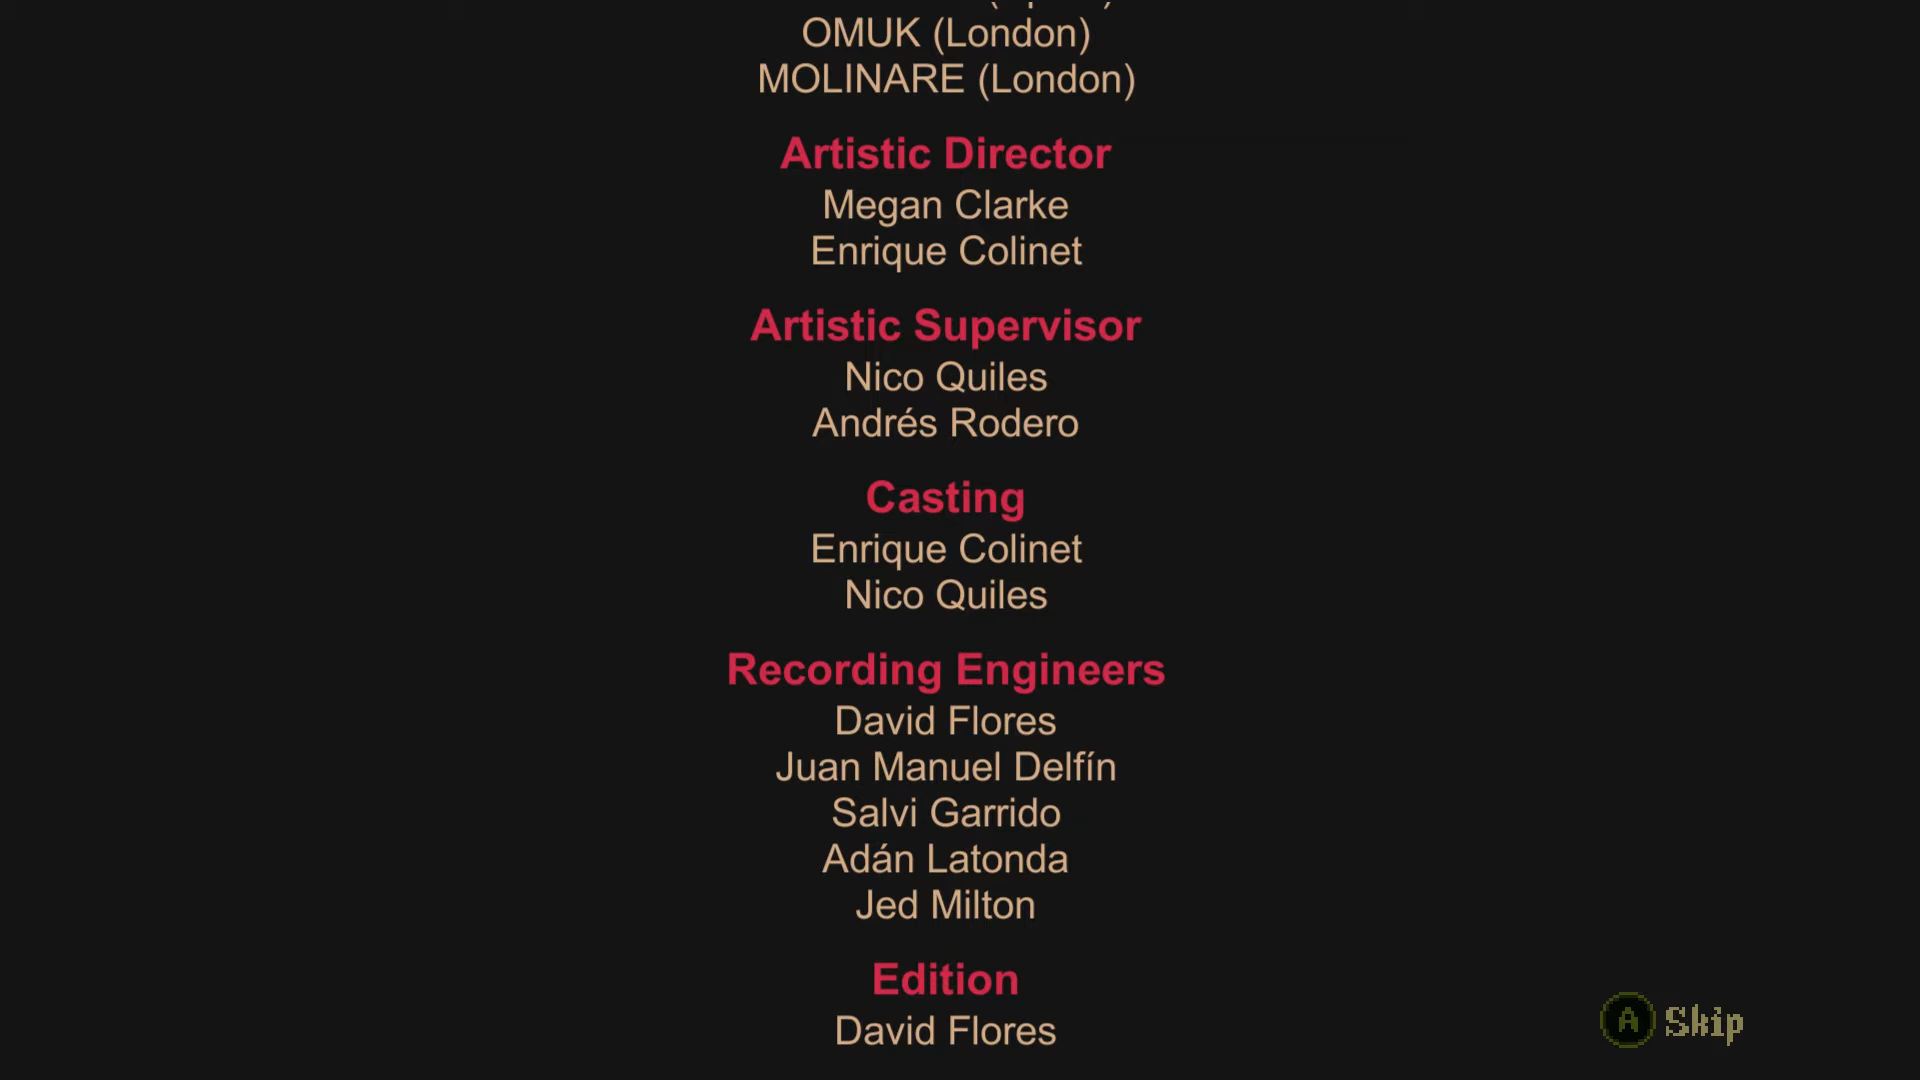 OMUK (London)
MOLINARE (London)
Artistic Director
Megan Clarke
Enrique Colinet
Artistic Supervisor
Nico Quiles
Andrés Rodero
Casting
Enrique Colinet
Nico Quiles
Recording Engineers
David Flores
Juan Manuel Delfín
Salvi Garrido
Adán Latonda
Jed Milton
Edition
David Flores
A Skip